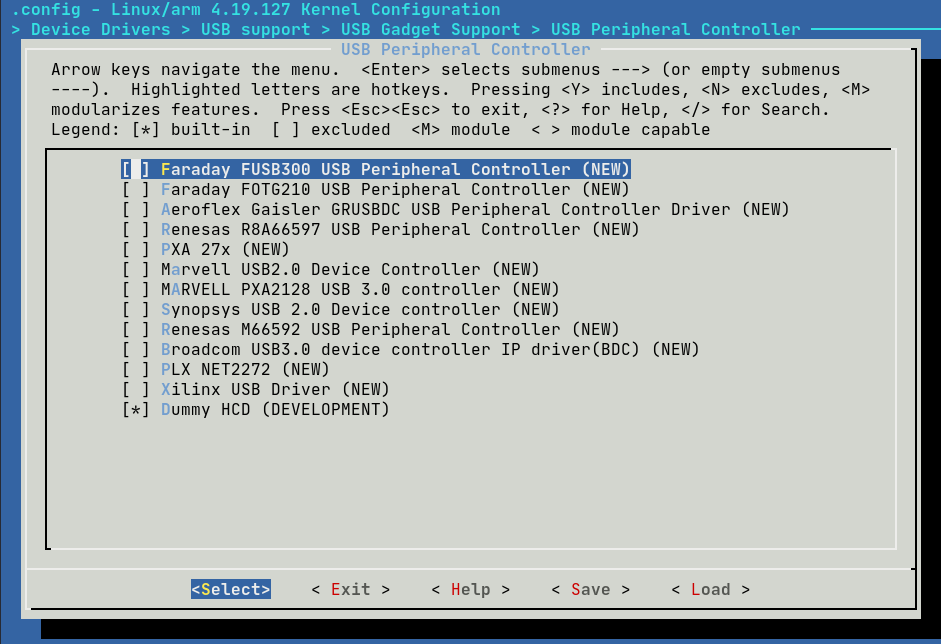 .config - Linux/arm 4.19.127 Kernel Configuration
> Device Drivers > USB support > USB Gadget Support > USB Peripheral Controller
USB Peripheral Controller
Arrow keys navigate the menu.  <Enter> selects submenus ---> (or empty submenus
----).  Highlighted letters are hotkeys.  Pressing <Y> includes, <N> excludes, <M>
modularizes features.  Press <Esc><Esc> to exit, <?> for Help, </> for Search.
Legend: [*] built-in  [ ] excluded  <M> module  < > module capable
[ ] Faraday FUSB300 USB Peripheral Controller (NEW)
[ ] Faraday FOTG210 USB Peripheral Controller (NEW)
[ ] Aeroflex Gaisler GRUSBDC USB Peripheral Controller Driver (NEW)
[ ] Renesas R8A66597 USB Peripheral Controller (NEW)
[ ] PXA 27x (NEW)
[ ] Marvell USB2.0 Device Controller (NEW)
[ ] MARVELL PXA2128 USB 3.0 controller (NEW)
[ ] Synopsys USB 2.0 Device controller (NEW)
[ ] Renesas M66592 USB Peripheral Controller (NEW)
[ ] Broadcom USB3.0 device controller IP driver(BDC) (NEW)
[ ] PLX NET2272 (NEW)
[ ] Xilinx USB Driver (NEW)
[*] Dummy HCD (DEVELOPMENT)
<Select>    < Exit >    < Help >    < Save >    < Load >